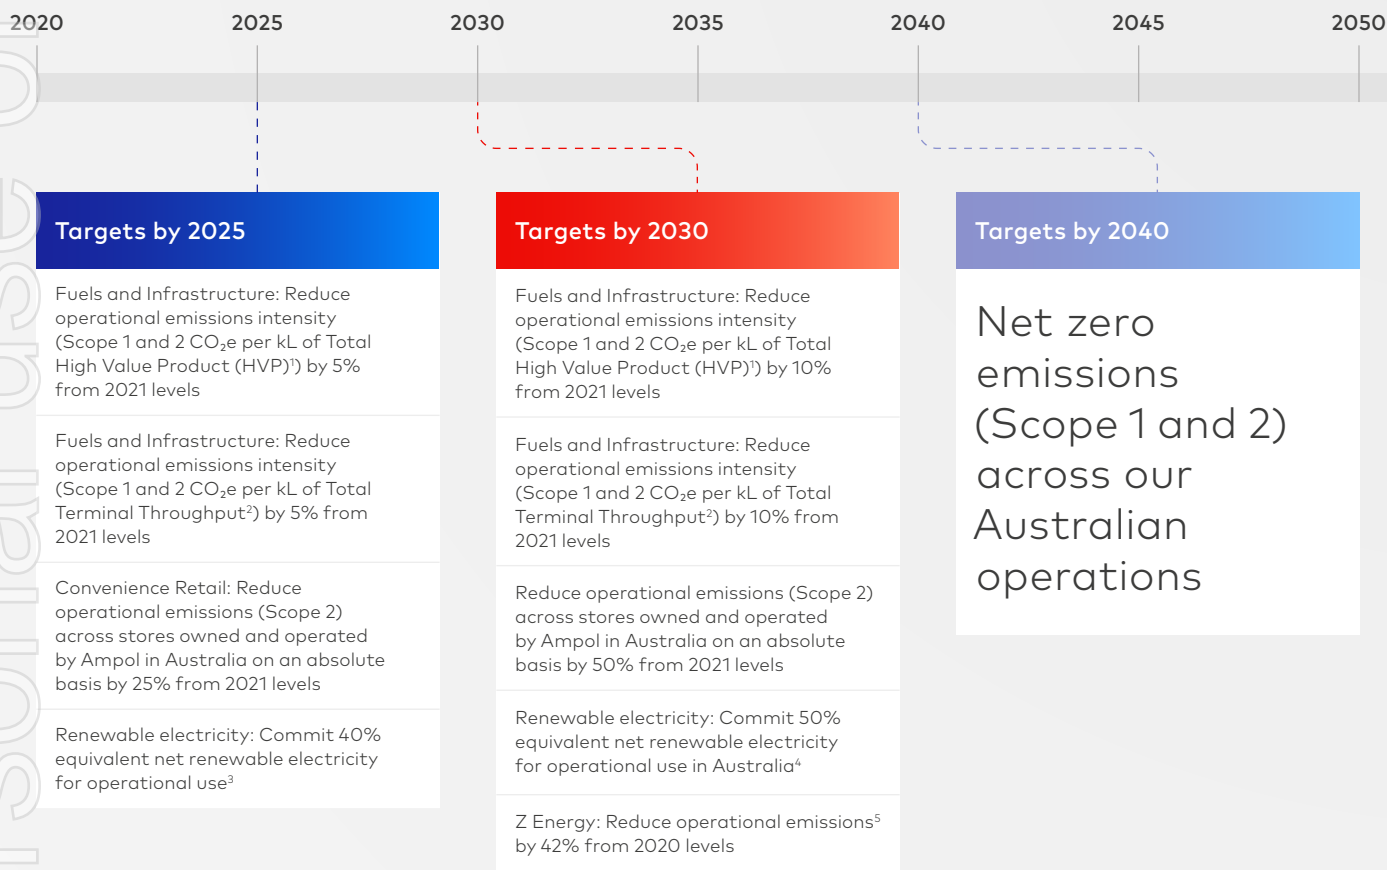 2020 2025 2030 2035 2040 2045 2050
Targets by 2025
Fuels and Infrastructure: Reduce
operational emissions intensity
(Scope 1 and 2 CO₂e per kL of Total
High Value Product (HVP)¹) by 5%
from 2021 levels
Fuels and Infrastructure: Reduce
operational emissions intensity
(Scope 1 and 2 CO₂e per kL of Total
Terminal Throughput²) by 5% from
2021 levels
Convenience Retail: Reduce
operational emissions (Scope 2)
across stores owned and operated
by Ampol in Australia on an absolute
basis by 25% from 2021 levels
Renewable electricity: Commit 40%
equivalent net renewable electricity
for operational use³
Targets by 2030
Fuels and Infrastructure: Reduce
operational emissions intensity
(Scope 1 and 2 CO₂e per kL of Total
High Value Product (HVP)¹) by 10%
from 2021 levels
Fuels and Infrastructure: Reduce
operational emissions intensity
(Scope 1 and 2 CO₂e per kL of Total
Terminal Throughput²) by 10% from
2021 levels
Reduce operational emissions (Scope 2)
across stores owned and operated
by Ampol in Australia on an absolute
basis by 50% from 2021 levels
Renewable electricity: Commit 50%
equivalent net renewable electricity
for operational use in Australia⁴
Z Energy: Reduce operational emissions⁵
by 42% from 2020 levels
Targets by 2040
Net zero
emissions
(Scope 1 and 2)
across our
Australian
operations
use